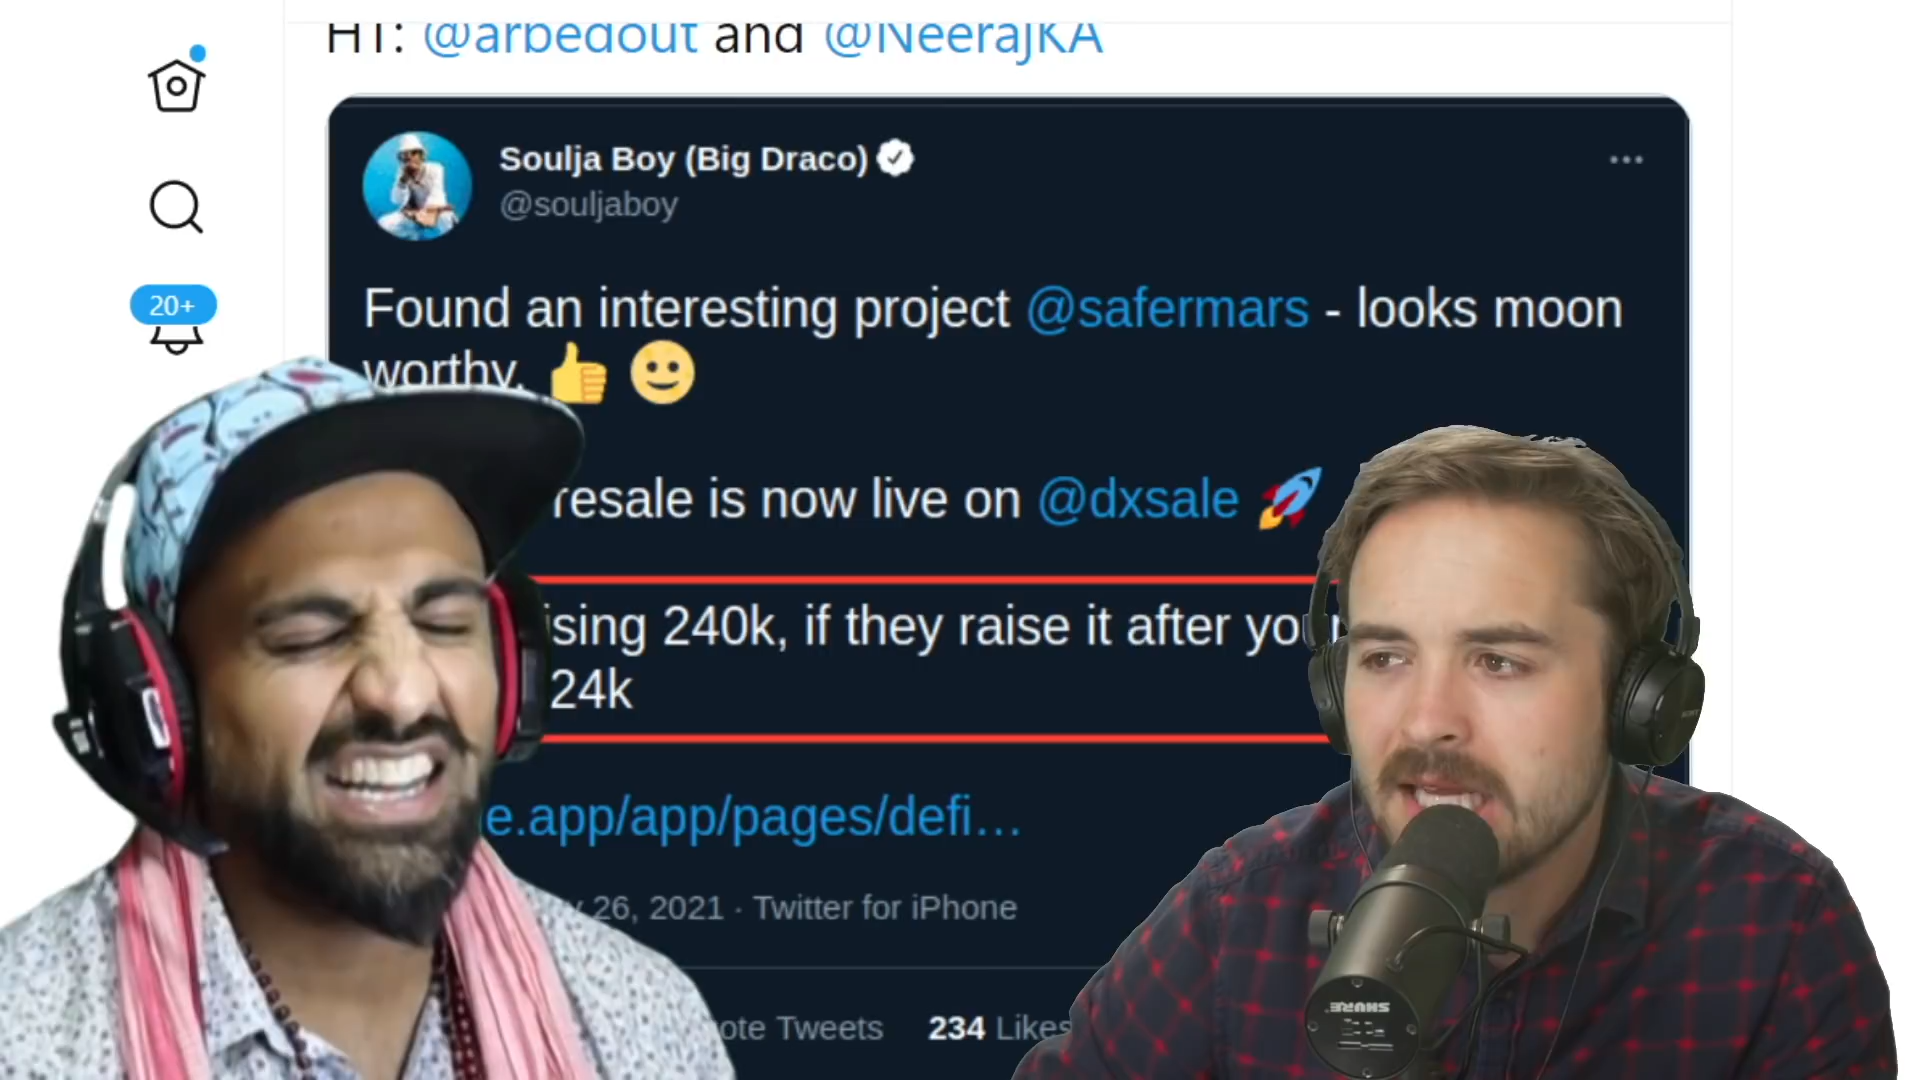 HT: @arbedout and @NeerajKA
Soulja Boy (Big Draco)
@souljaboy
20+
Found an interesting project @safermars - looks moon
worthy. 👍 🙂
resale is now live on @dxsale 🚀
ising 240k, if they raise it after your
24k
e.app/app/pages/defi…
26, 2021 · Twitter for iPhone
ote Tweets 234 Likes
SHURE